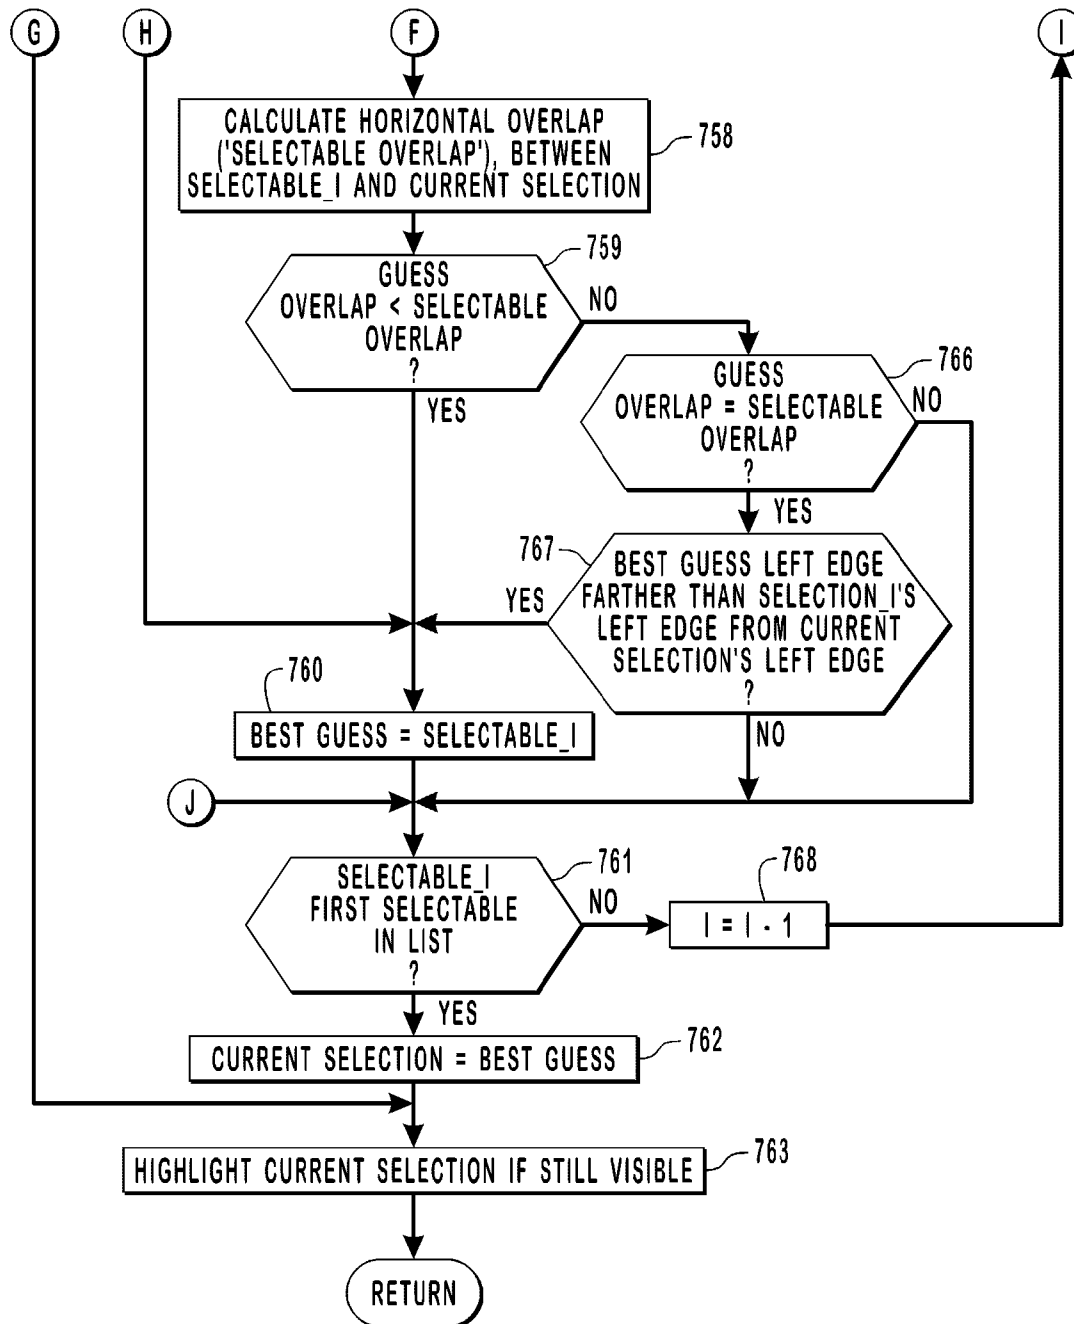 G
H
F
I
CALCULATE HORIZONTAL OVERLAP
('SELECTABLE OVERLAP'), BETWEEN
SELECTABLE_I AND CURRENT SELECTION
758
759
GUESS
OVERLAP < SELECTABLE
OVERLAP
?
NO
YES
766
GUESS
OVERLAP = SELECTABLE
OVERLAP
?
NO
YES
767
BEST GUESS LEFT EDGE
FARTHER THAN SELECTION_I'S
LEFT EDGE FROM CURRENT
SELECTION'S LEFT EDGE
?
YES
NO
760
BEST GUESS = SELECTABLE_I
J
761
SELECTABLE_I
FIRST SELECTABLE
IN LIST
?
NO
YES
768
I = I - 1
CURRENT SELECTION = BEST GUESS
762
HIGHLIGHT CURRENT SELECTION IF STILL VISIBLE
763
RETURN